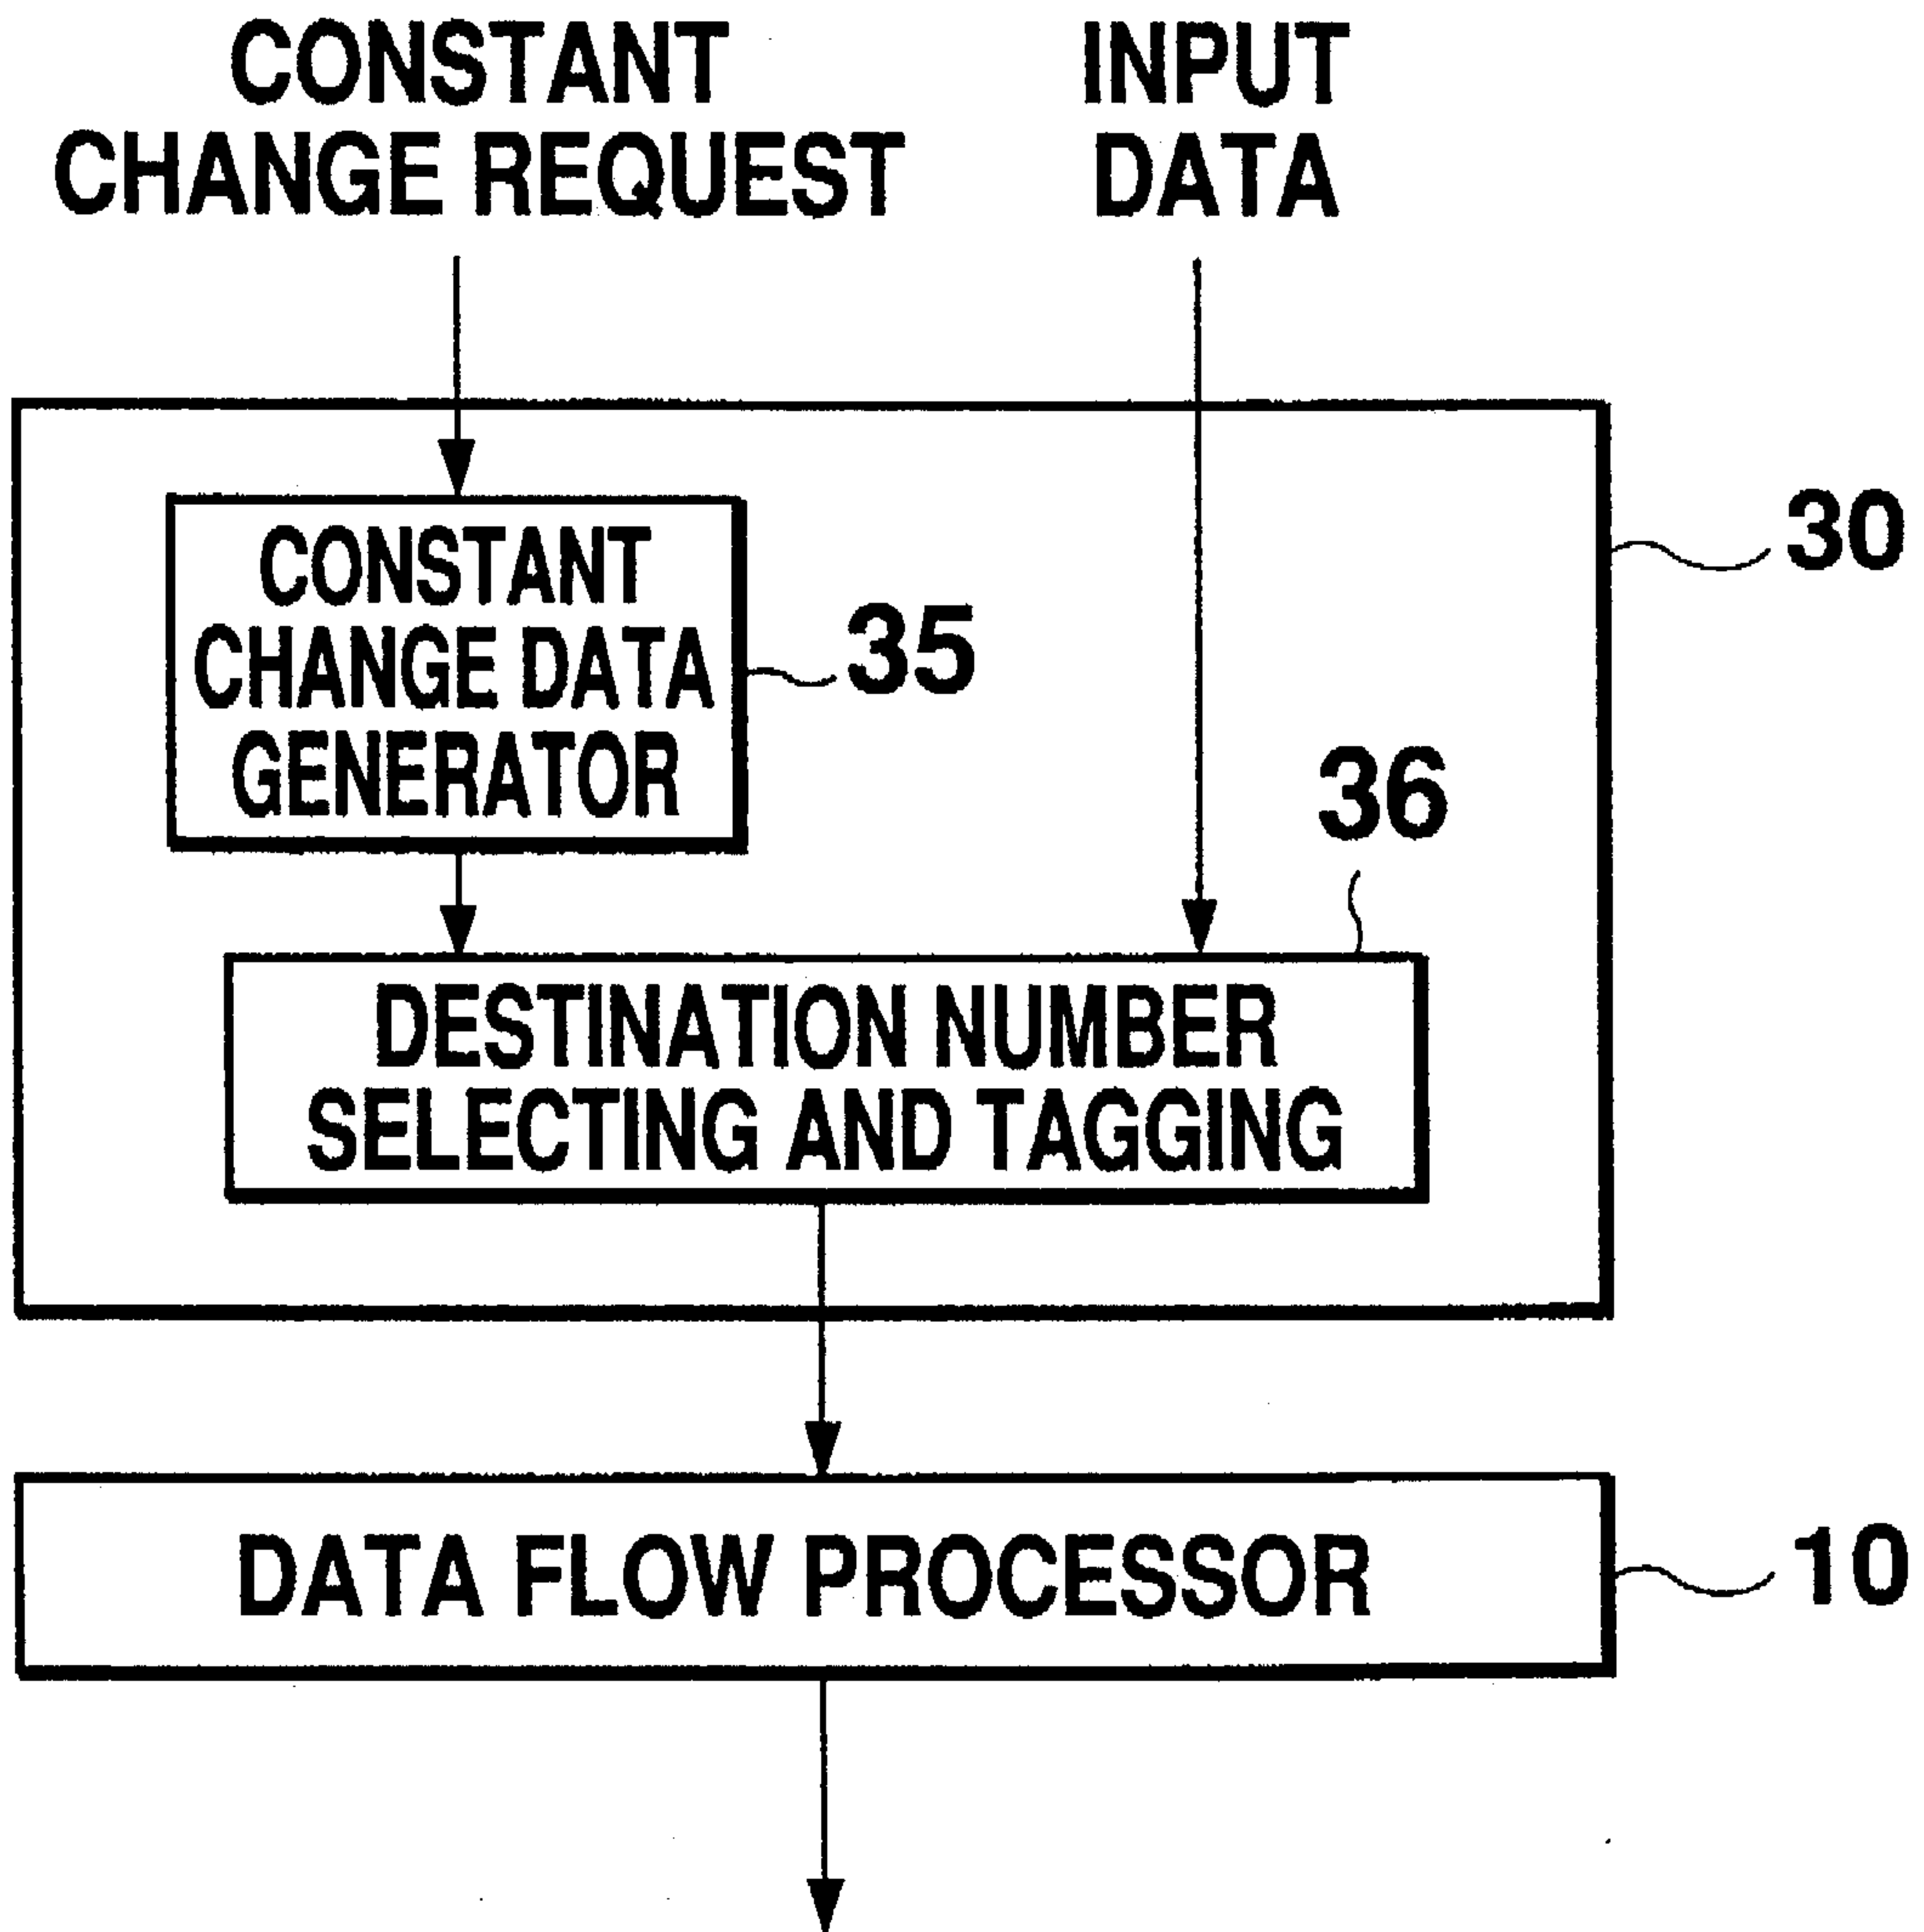 CONSTANT
CHANGE REQUEST
INPUT
DATA
30
CONSTANT
CHANGE DATA
GENERATOR
35
36
DESTINATION NUMBER
SELECTING AND TAGGING
DATA FLOW PROCESSOR
10